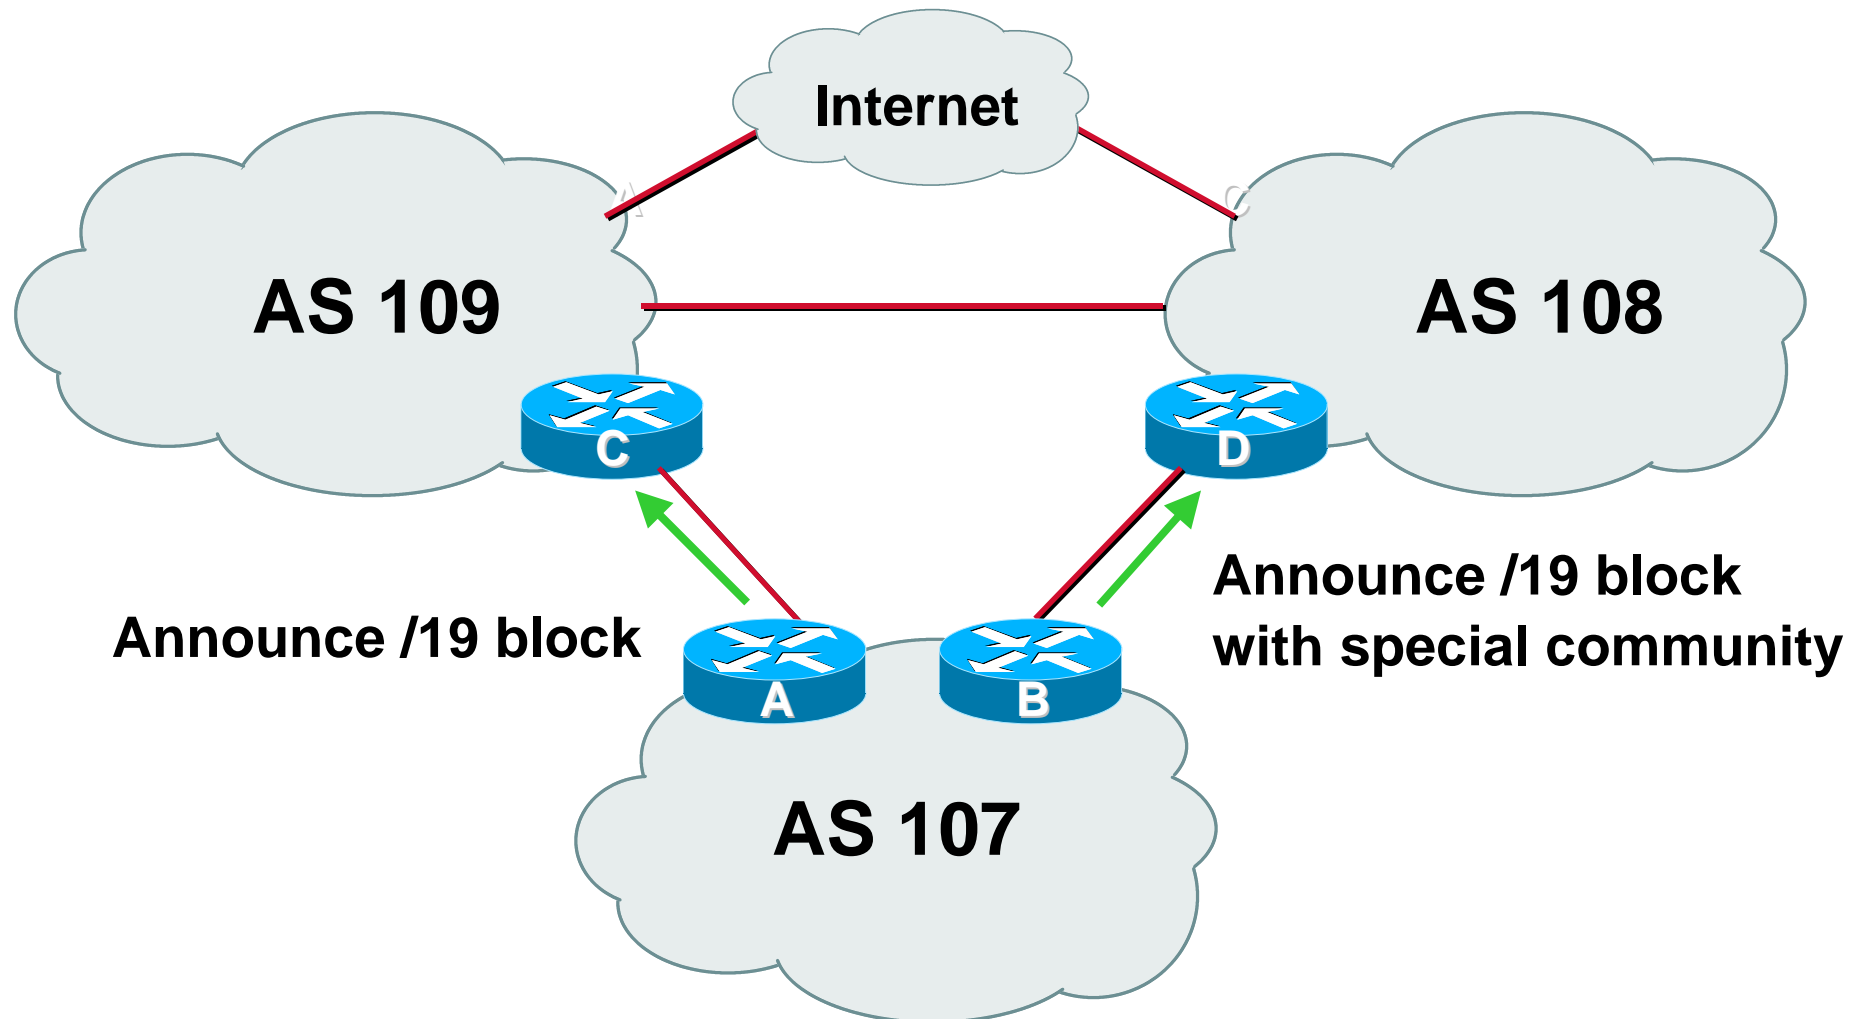 Internet
A
C
AS 109
AS 108
C
D
Announce /19 block
with special community
Announce /19 block
A
B
AS 107